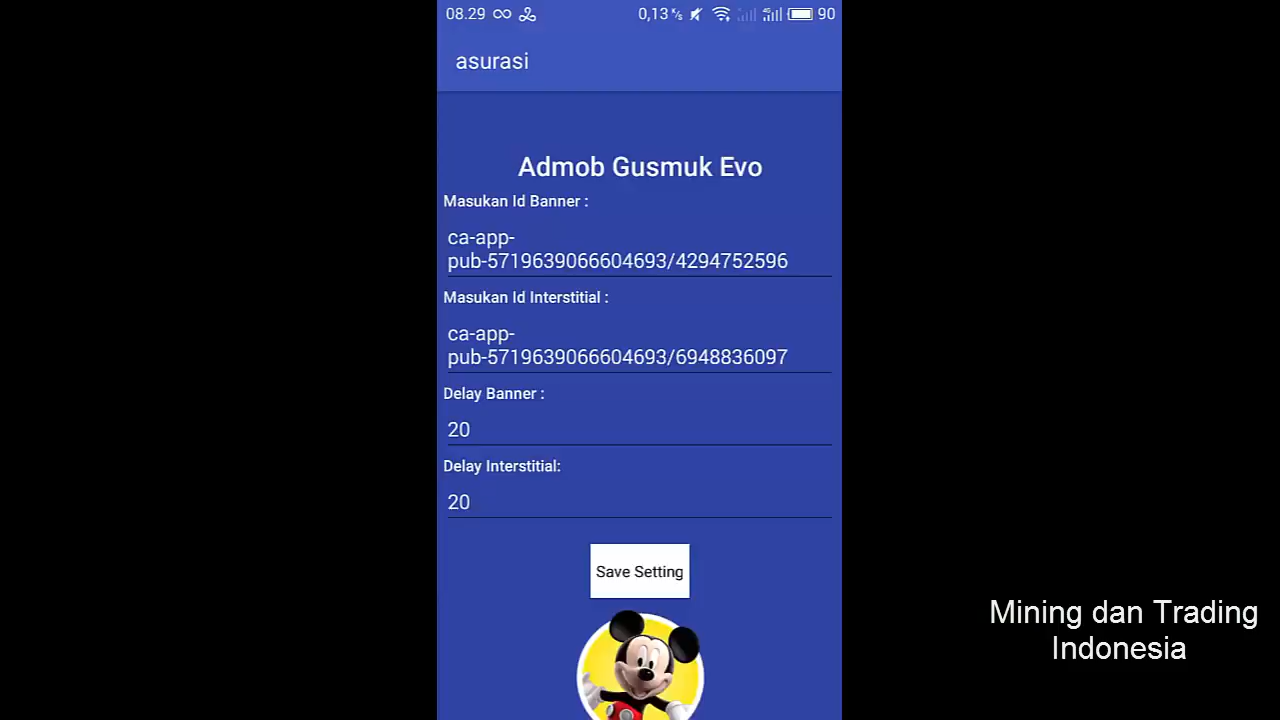 08.29
0,13 K/s 4G 90
asurasi
Admob Gusmuk Evo
Masukan Id Banner :
ca-app-
pub-5719639066604693/4294752596
Masukan Id Interstitial :
ca-app-
pub-5719639066604693/6948836097
Delay Banner :
20
Delay Interstitial:
20
Save Setting
Mining dan Trading
Indonesia